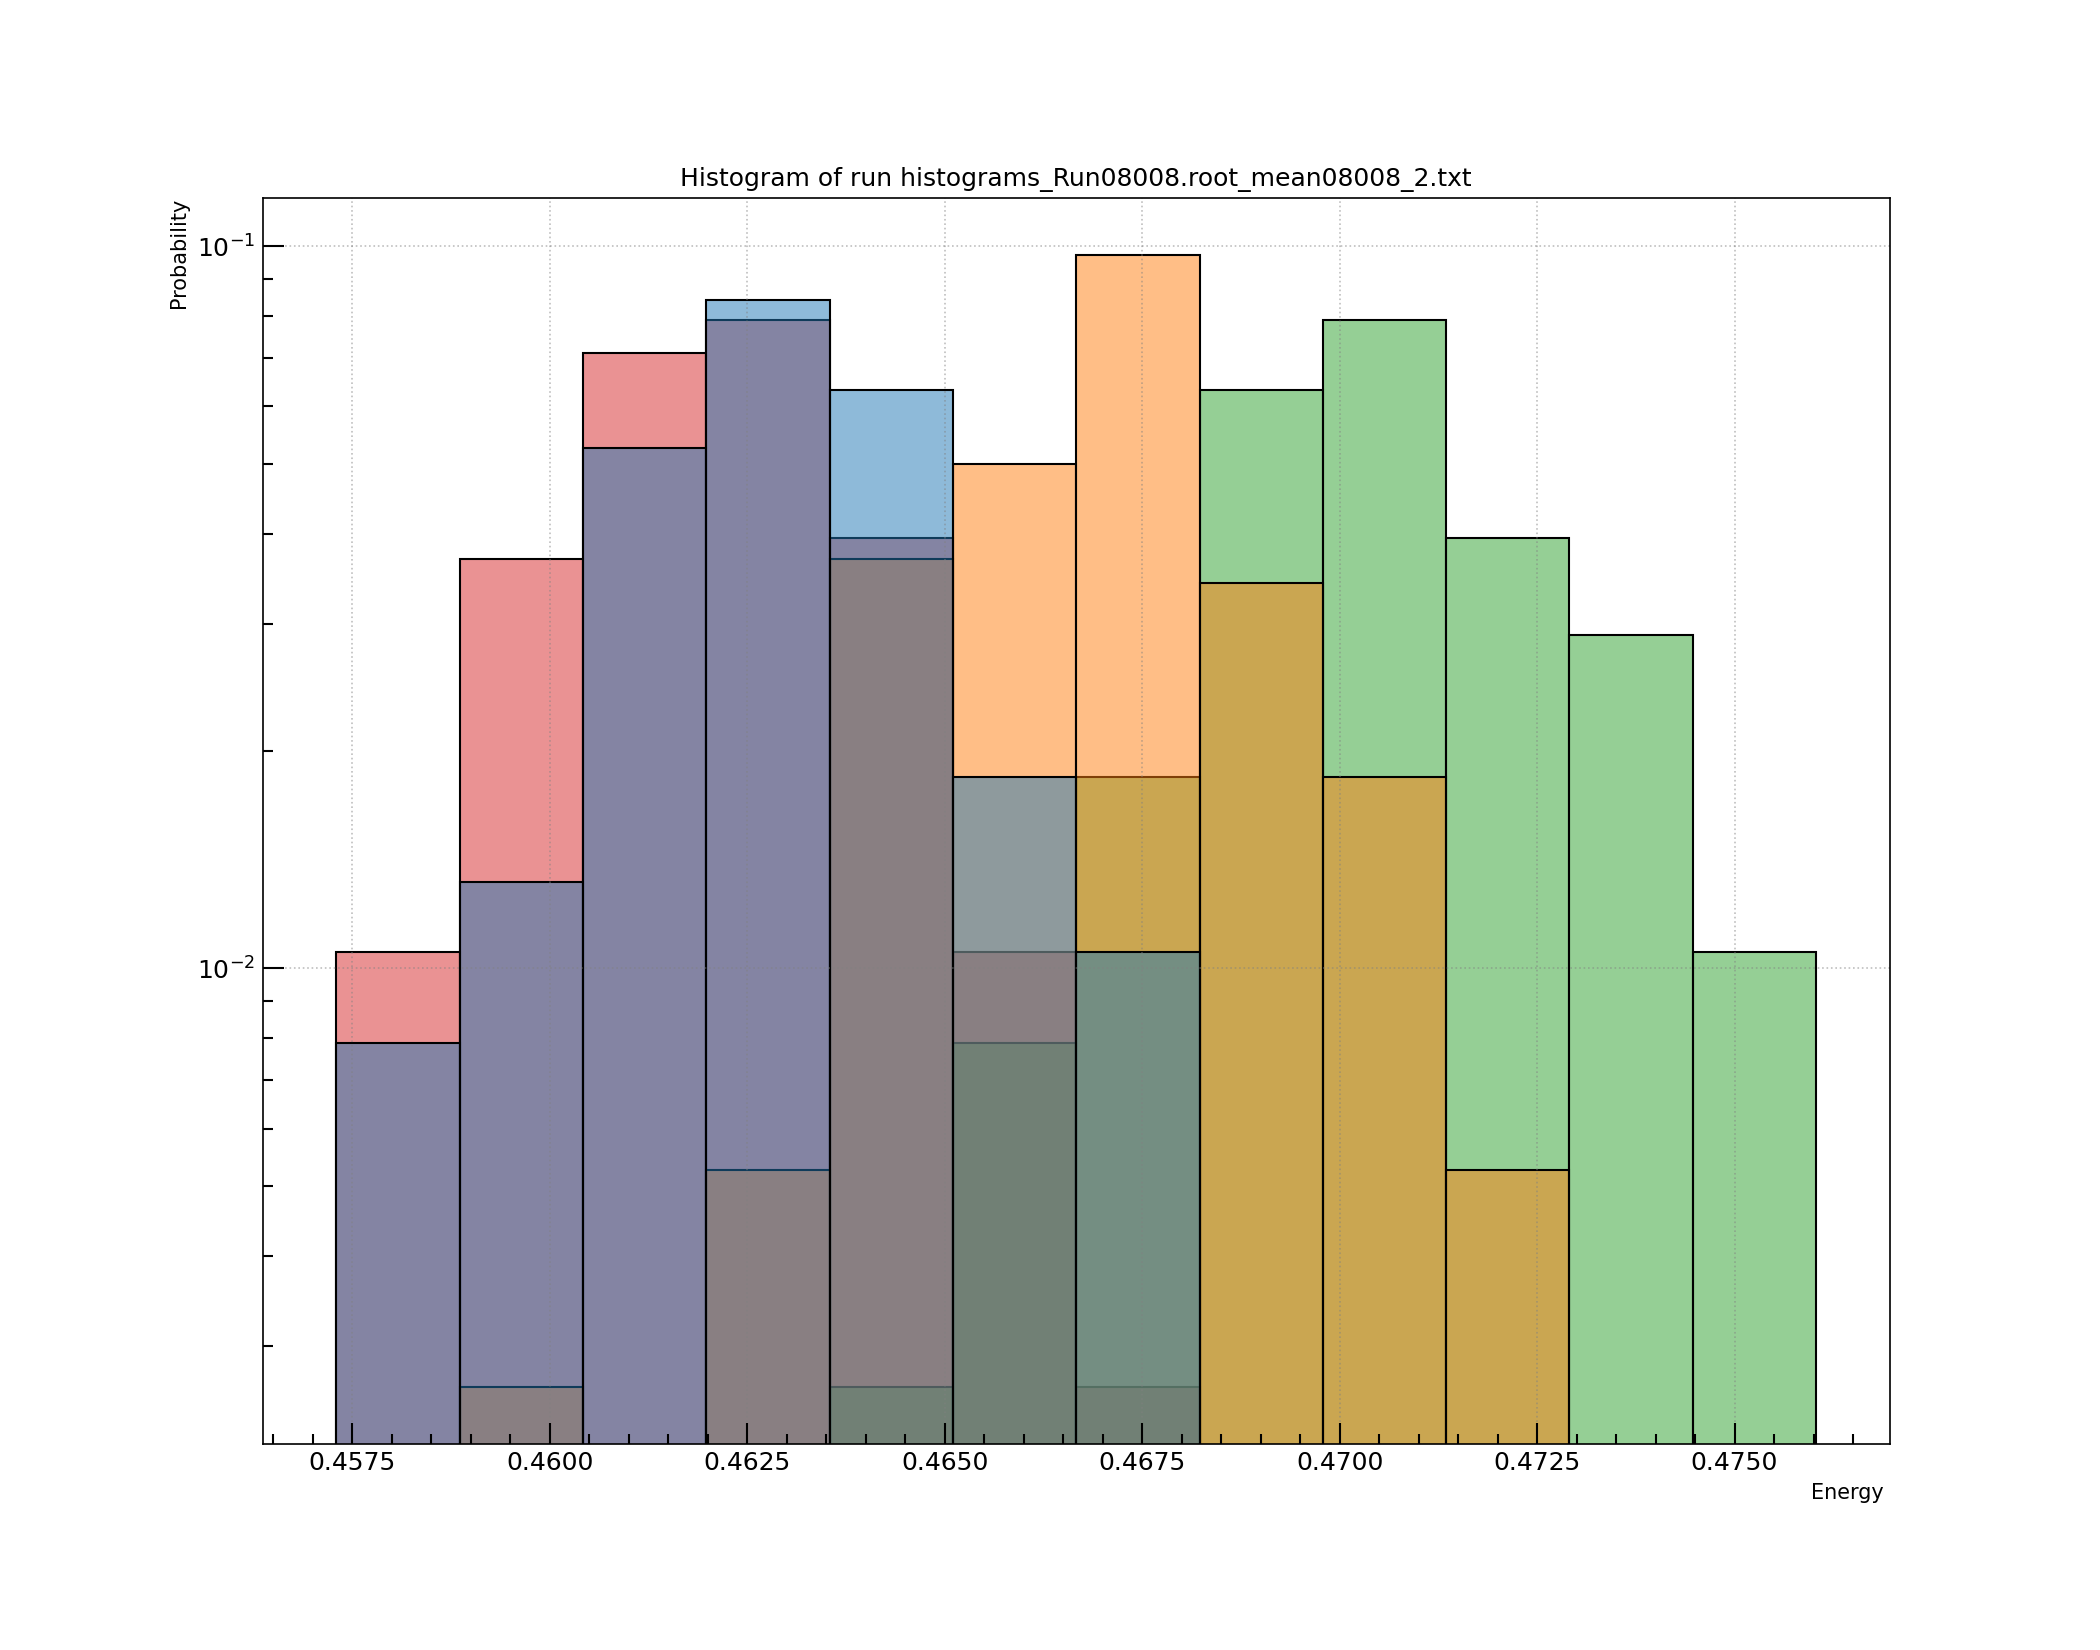 Histogram of run histograms_Run08008.root_mean08008_2.txt
Probability
10⁻¹
10⁻²
0.4575 0.4600 0.4625 0.4650 0.4675 0.4700 0.4725 0.4750
Energy